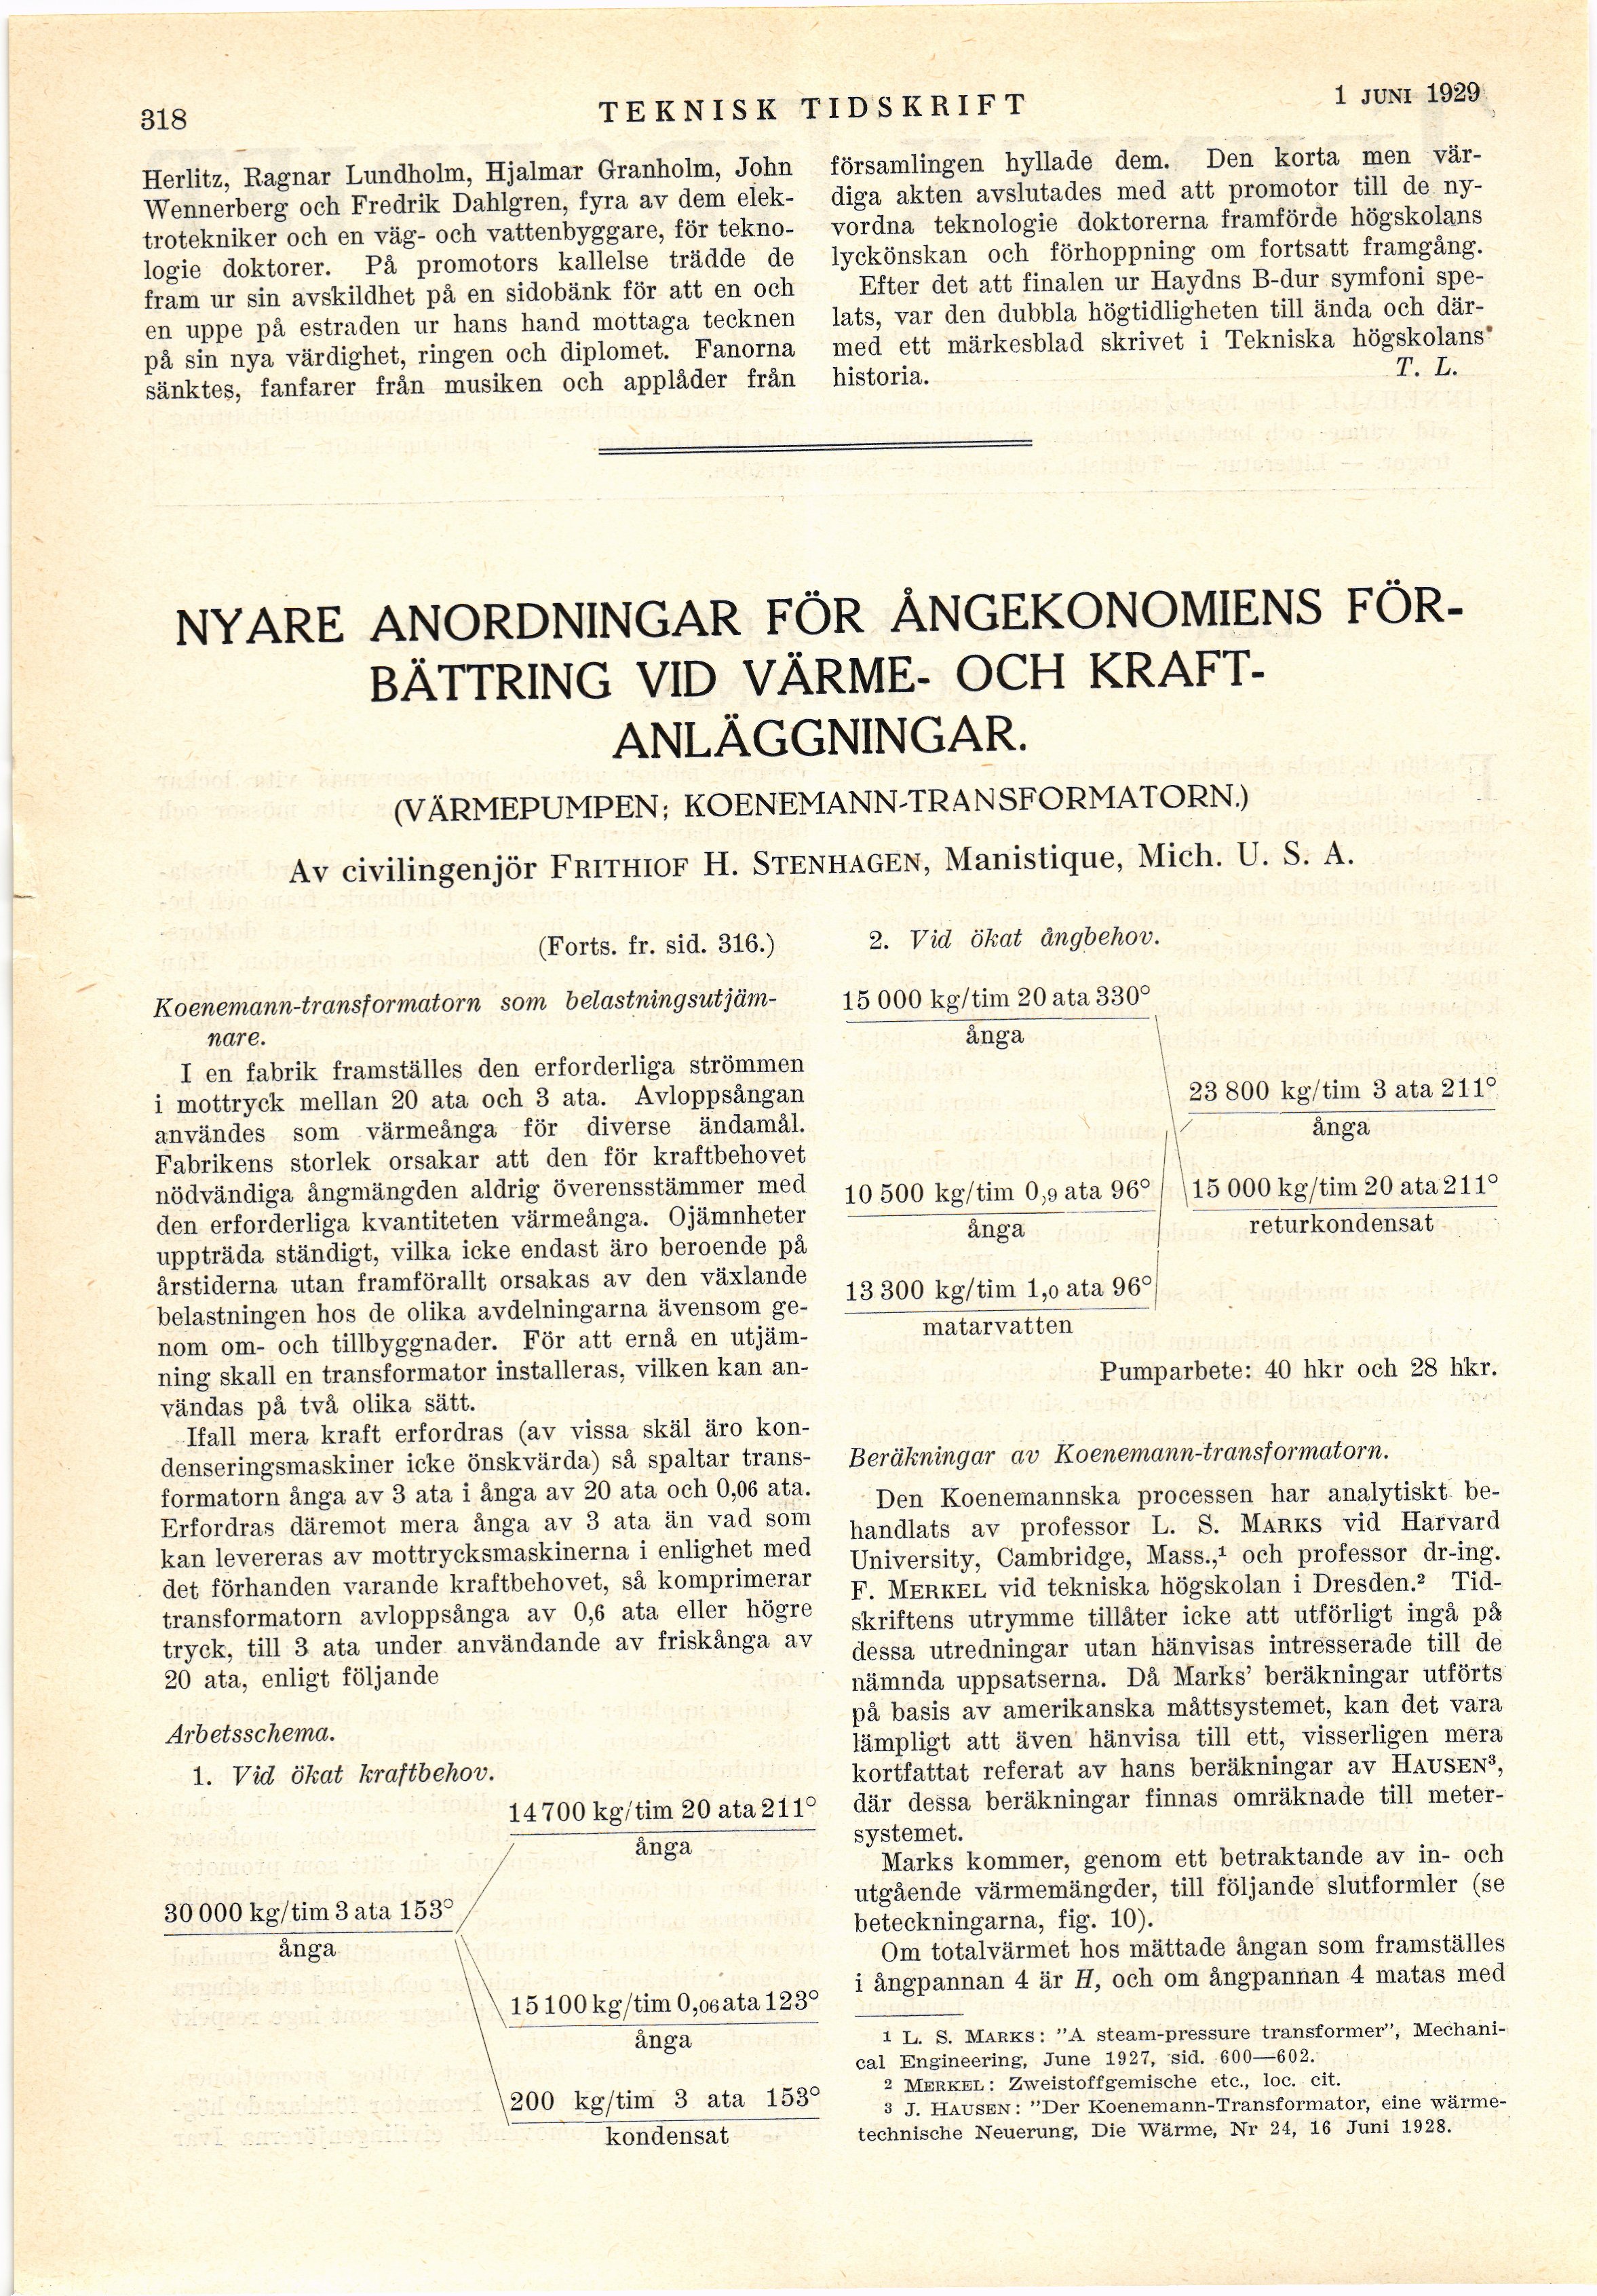 318
TEKNISK TIDSKRIFT
1 JUNI 1929
Herlitz, Ragnar Lundholm, Hjalmar Granholm, John
Wennerberg och Fredrik Dahlgren, fyra av dem elek-
trotekniker och en väg- och vattenbyggare, för tekno-
logie doktorer. På promotors kallelse trädde de
fram ur sin avskildhet på en sidobänk för att en och
en uppe på estraden ur hans hand mottaga tecknen
på sin nya värdighet, ringen och diplomet. Fanorna
sänktes, fanfarer från musiken och applåder från
församlingen hyllade dem. Den korta men vär-
diga akten avslutades med att promotor till de ny-
vordna teknologie doktorerna framförde högskolans
lyckönskan och förhoppning om fortsatt framgång.
Efter det att finalen ur Haydns B-dur symfoni spe-
lats, var den dubbla högtidligheten till ända och där-
med ett märkesblad skrivet i Tekniska högskolans
historia.
T. L.
NYARE ANORDNINGAR FÖR ÅNGEKONOMIENS FÖR-
BÄTTRING VID VÄRME- OCH KRAFT-
ANLÄGGNINGAR.
(VÄRMEPUMPEN; KOENEMANN-TRANSFORMATORN.)
Av civilingenjör FRITHIOF H. STENHAGEN, Manistique, Mich. U. S. A.
(Forts. fr. sid. 316.)
Koenemann-transformatorn som belastningsutjäm-
nare.
I en fabrik framställes den erforderliga strömmen
i mottryck mellan 20 ata och 3 ata. Avloppsångan
användes som värmeånga för diverse ändamål.
Fabrikens storlek orsakar att den för kraftbehovet
nödvändiga ångmängden aldrig överensstämmer med
den erforderliga kvantiteten värmeånga. Ojämnheter
uppträda ständigt, vilka icke endast äro beroende på
årstiderna utan framförallt orsakas av den växlande
belastningen hos de olika avdelningarna ävensom ge-
nom om- och tillbyggnader. För att ernå en utjäm-
ning skall en transformator installeras, vilken kan an-
vändas på två olika sätt.
Ifall mera kraft erfordras (av vissa skäl äro kon-
denseringsmaskiner icke önskvärda) så spaltar trans-
formatorn ånga av 3 ata i ånga av 20 ata och 0,06 ata.
Erfordras däremot mera ånga av 3 ata än vad som
kan levereras av mottrycksmaskinerna i enlighet med
det förhanden varande kraftbehovet, så komprimerar
transformatorn avloppsånga av 0,6 ata eller högre
tryck, till 3 ata under användande av friskånga av
20 ata, enligt följande
Arbetsschema.
1. Vid ökat kraftbehov.
14 700 kg/tim 20 ata 211°
ånga
30 000 kg/tim 3 ata 153°
ånga
15 100 kg/tim 0,06 ata 123°
ånga
200 kg/tim 3 ata 153°
kondensat
2. Vid ökat ångbehov.
15 000 kg/tim 20 ata 330°
ånga
23 800 kg/tim 3 ata 211°
ånga
10 500 kg/tim 0,9 ata 96°
ånga
15 000 kg/tim 20 ata 211°
returkondensat
13 300 kg/tim 1,0 ata 96°
matarvatten
Pumparbete: 40 hkr och 28 hkr.
Beräkningar av Koenemann-transformatorn.
Den Koenemannska processen har analytiskt be-
handlats av professor L. S. MARKS vid Harvard
University, Cambridge, Mass.,¹ och professor dr-ing.
F. MERKEL vid tekniska högskolan i Dresden.² Tid-
skriftens utrymme tillåter icke att utförligt ingå på
dessa utredningar utan hänvisas intresserade till de
nämnda uppsatserna. Då Marks' beräkningar utförts
på basis av amerikanska måttsystemet, kan det vara
lämpligt att även hänvisa till ett, visserligen mera
kortfattat referat av hans beräkningar av HAUSEN³,
där dessa beräkningar finnas omräknade till meter-
systemet.
Marks kommer, genom ett betraktande av in- och
utgående värmemängder, till följande slutformler (se
beteckningarna, fig. 10).
Om totalvärmet hos mättade ångan som framställes
i ångpannan 4 är H, och om ångpannan 4 matas med
1 L. S. MARKS: "A steam-pressure transformer", Mechani-
cal Engineering, June 1927, sid. 600—602.
2 MERKEL: Zweistoffgemische etc., loc. cit.
3 J. HAUSEN: "Der Koenemann-Transformator, eine wärme-
technische Neuerung, Die Wärme, Nr 24, 16 Juni 1928.